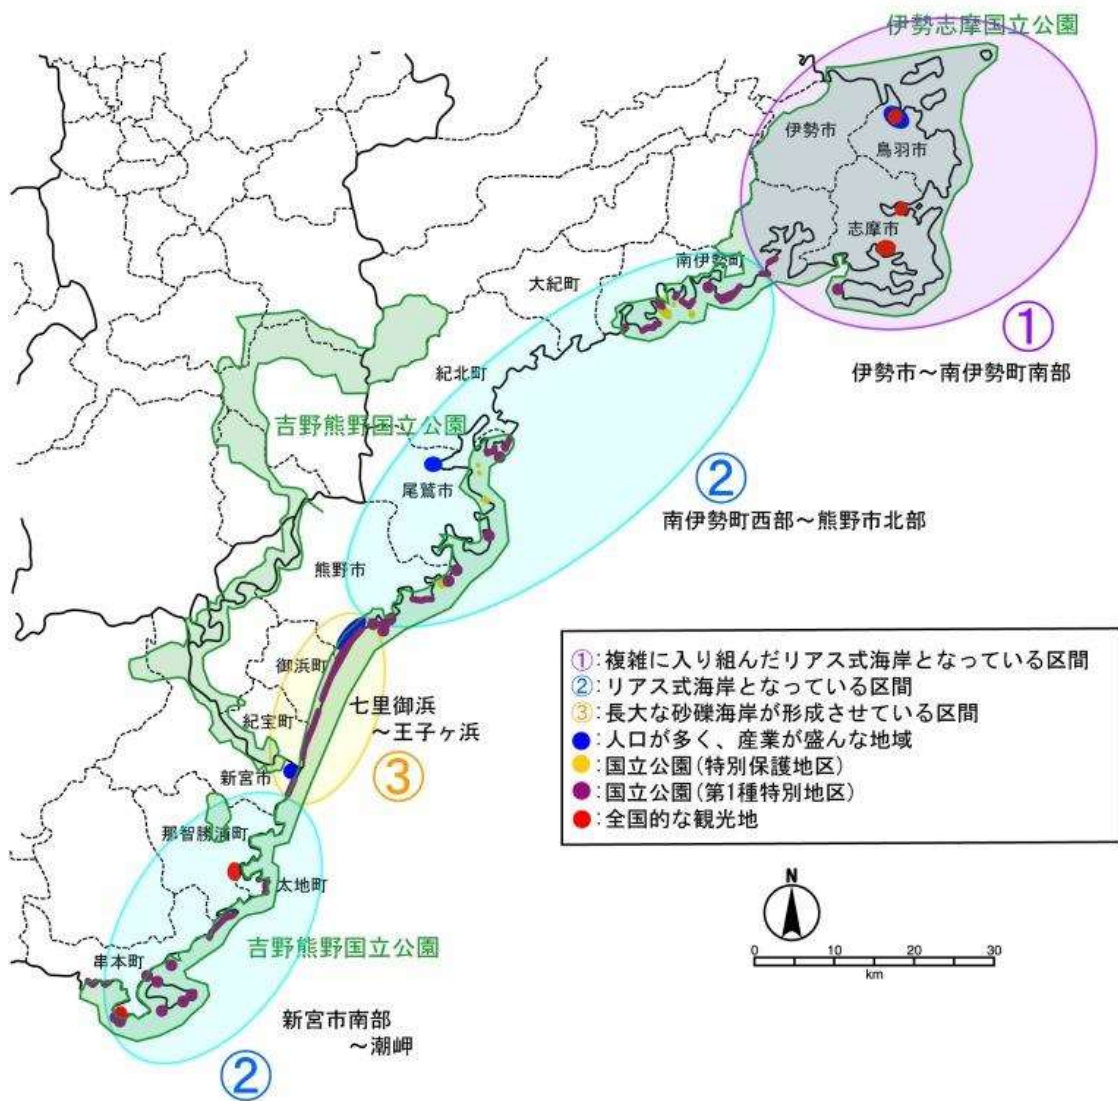 伊勢志摩国立公園
伊勢市
鳥羽市
志摩市
南伊勢町
大紀町
①
伊勢市～南伊勢町南部
紀北町
吉野熊野国立公園
尾鷲市
②
南伊勢町西部～熊野市北部
熊野市
御浜町
七里御浜
～王子ヶ浜
紀宝町
新宮市
③
①:複雑に入り組んだリアス式海岸となっている区間
②:リアス式海岸となっている区間
③:長大な砂礫海岸が形成させている区間
:人口が多く、産業が盛んな地域
:国立公園(特別保護地区)
:国立公園(第1種特別地区)
:全国的な観光地
那智勝浦町
太地町
吉野熊野国立公園
串本町
新宮市南部
～潮岬
②
N
0 10 20 30
km